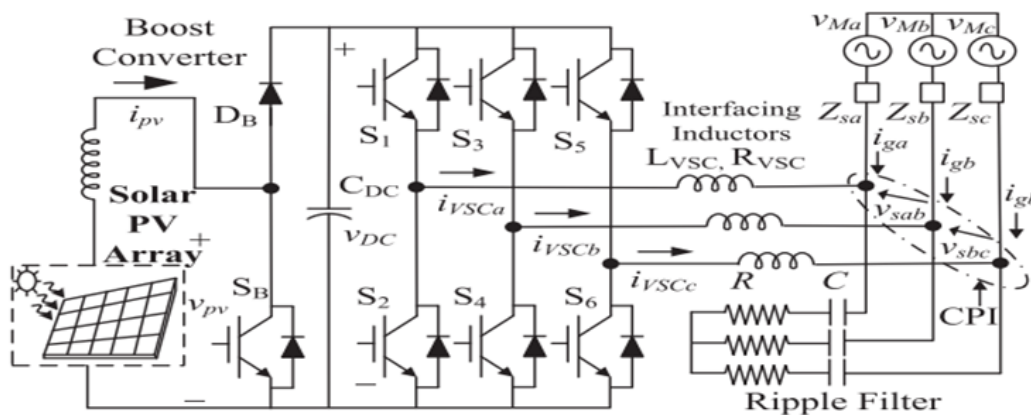 Boost
Converter
i_pv
D_B
Solar
PV
Array
+
v_pv
−
S_B
+
C_DC
v_DC
−
S_1
S_3
S_5
S_2
S_4
S_6
i_VSCa
i_VSCb
i_VSCc
Interfacing
Inductors
L_VSC, R_VSC
v_Ma v_Mb v_Mc
Z_sa Z_sb Z_sc
i_ga
i_gb
v_sab
v_sbc
CPI
R C
Ripple Filter